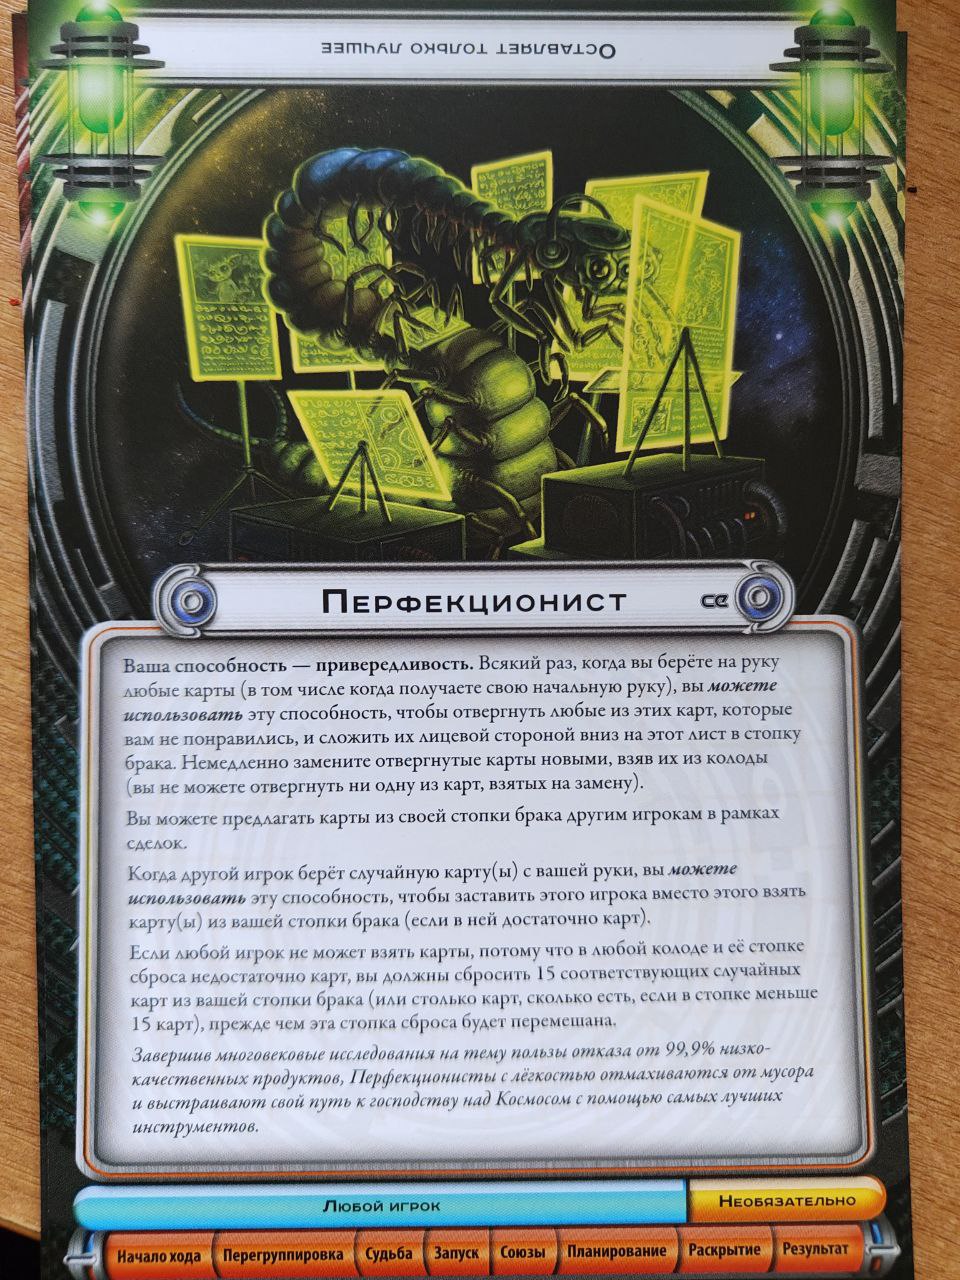 Оставляет только лучшее
Перфекционист
CE
Ваша способность — привередливость. Всякий раз, когда вы берёте на руку
любые карты (в том числе когда получаете свою начальную руку), вы можете
использовать эту способность, чтобы отвергнуть любые из этих карт, которые
вам не понравились, и сложить их лицевой стороной вниз на этот лист в стопку
брака. Немедленно замените отвергнутые карты новыми, взяв их из колоды
(вы не можете отвергнуть ни одну из карт, взятых на замену).
Вы можете предлагать карты из своей стопки брака другим игрокам в рамках
сделок.
Когда другой игрок берёт случайную карту(ы) с вашей руки, вы можете
использовать эту способность, чтобы заставить этого игрока вместо этого взять
карту(ы) из вашей стопки брака (если в ней достаточно карт).
Если любой игрок не может взять карты, потому что в любой колоде и её стопке
сброса недостаточно карт, вы должны сбросить 15 соответствующих случайных
карт из вашей стопки брака (или столько карт, сколько есть, если в стопке меньше
15 карт), прежде чем эта стопка сброса будет перемешана.
Завершив многовековые исследования на тему пользы отказа от 99,9% низко-
качественных продуктов, Перфекционисты с лёгкостью отмахиваются от мусора
и выстраивают свой путь к господству над Космосом с помощью самых лучших
инструментов.
Любой игрок
Необязательно
Начало хода Перегруппировка Судьба Запуск Союзы Планирование Раскрытие Результат